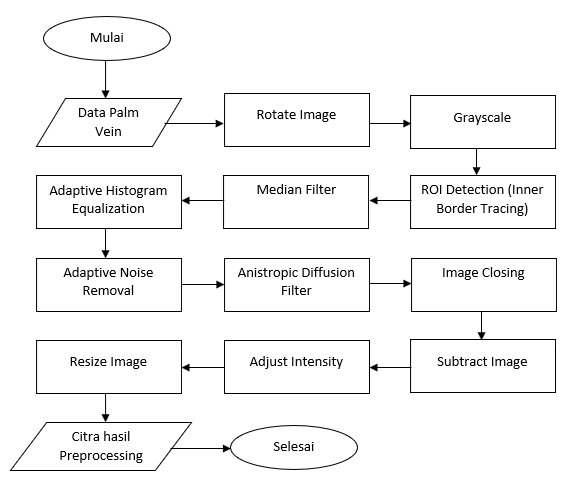 Mulai
Data Palm
Vein
Rotate Image
Grayscale
ROI Detection (Inner
Border Tracing)
Median Filter
Adaptive Histogram
Equalization
Adaptive Noise
Removal
Anistropic Diffusion
Filter
Image Closing
Subtract Image
Adjust Intensity
Resize Image
Citra hasil
Preprocessing
Selesai